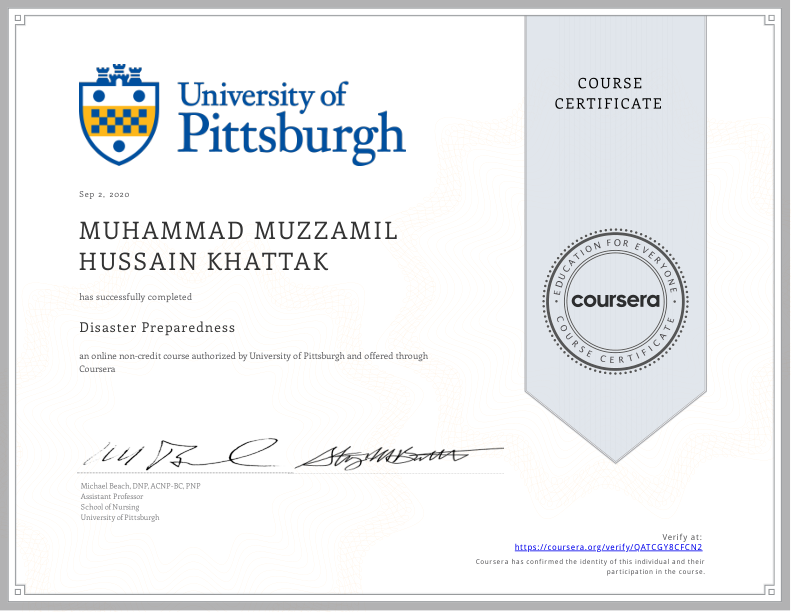 University of
Pittsburgh
Sep 2, 2020
MUHAMMAD MUZZAMIL
HUSSAIN KHATTAK
has successfully completed
Disaster Preparedness
an online non-credit course authorized by University of Pittsburgh and offered through
Coursera
Michael Beach, DNP, ACNP-BC, PNP
Assistant Professor
School of Nursing
University of Pittsburgh
COURSE
CERTIFICATE
EDUCATION FOR EVERYONE
coursera
COURSE CERTIFICATE
Verify at:
https://coursera.org/verify/QATCGY8CFCN2
Coursera has confirmed the identity of this individual and their
participation in the course.